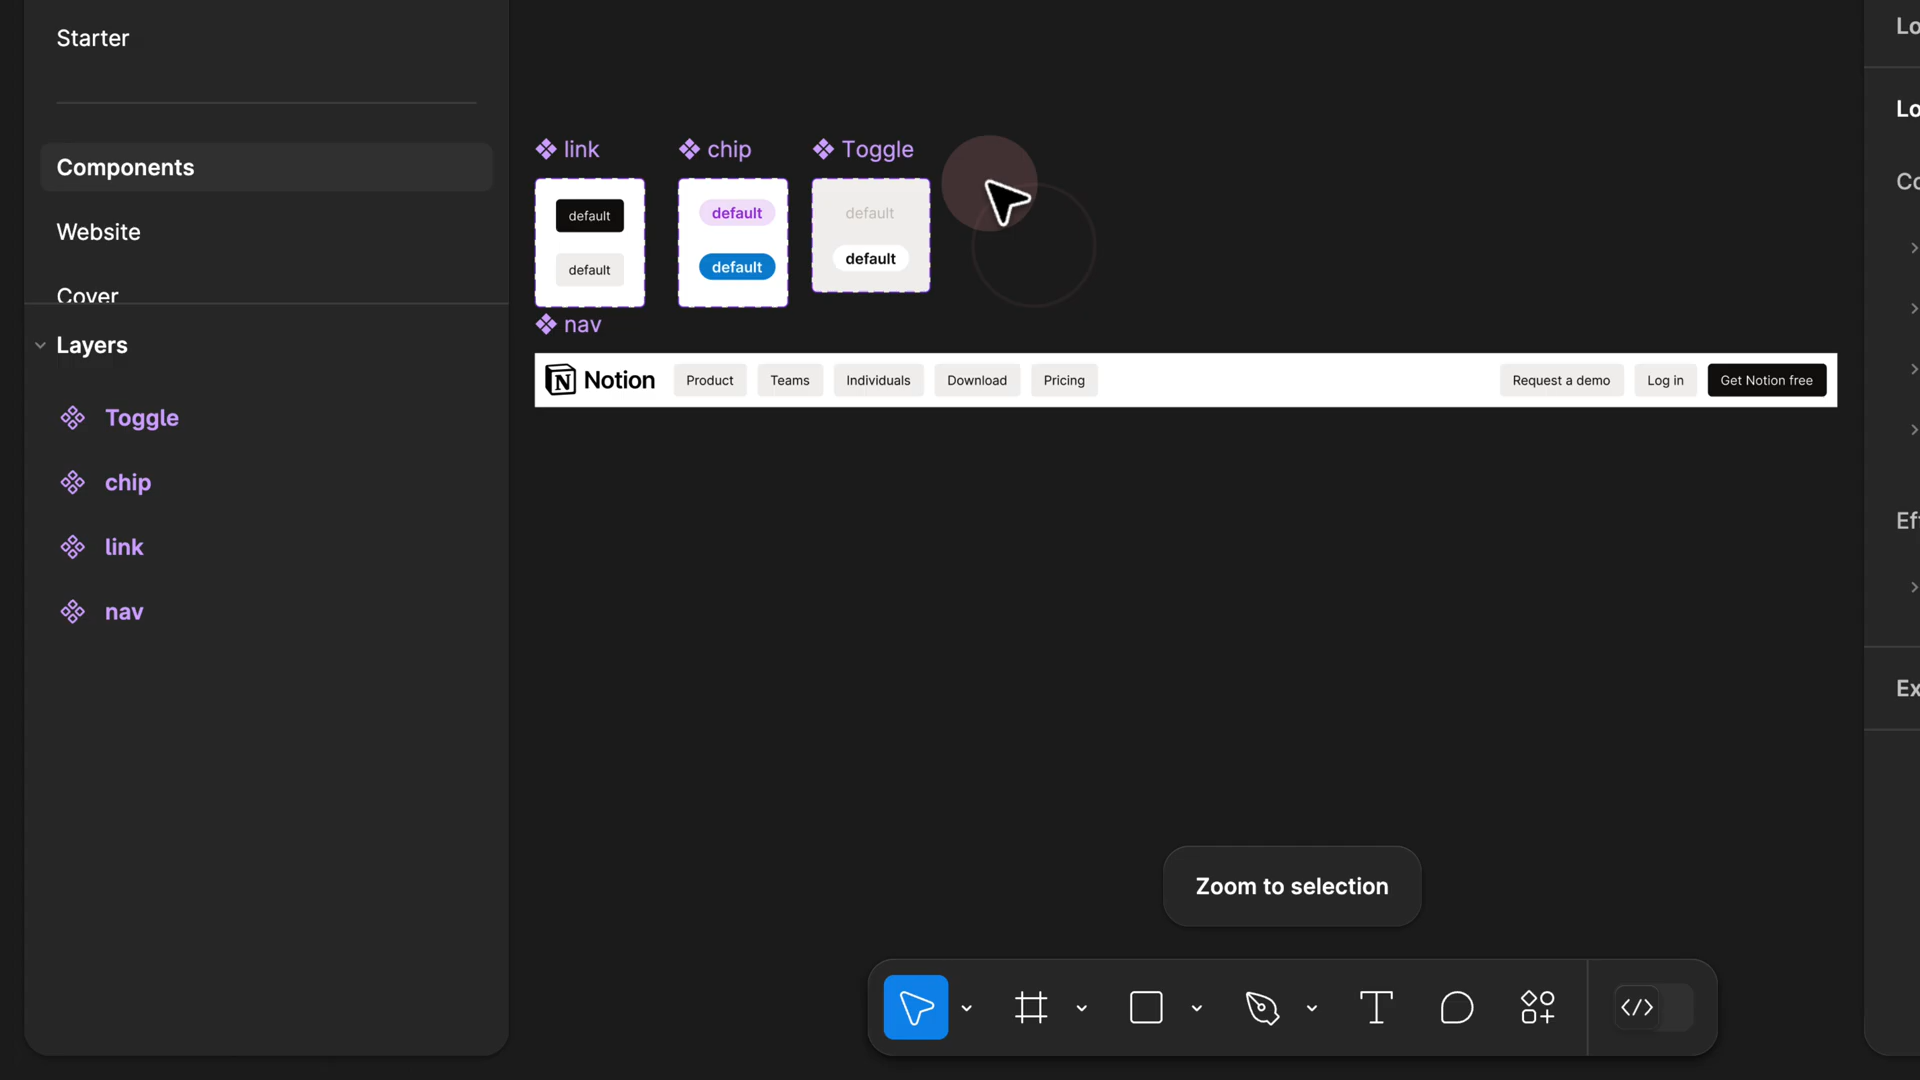 Starter
Components
Website
Cover
Layers
Toggle
chip
link
nav
link
chip
Toggle
default
default
default
default
default
default
nav
Notion
Product
Teams
Individuals
Download
Pricing
Request a demo
Log in
Get Notion free
Zoom to selection
Lo
Lo
Ex